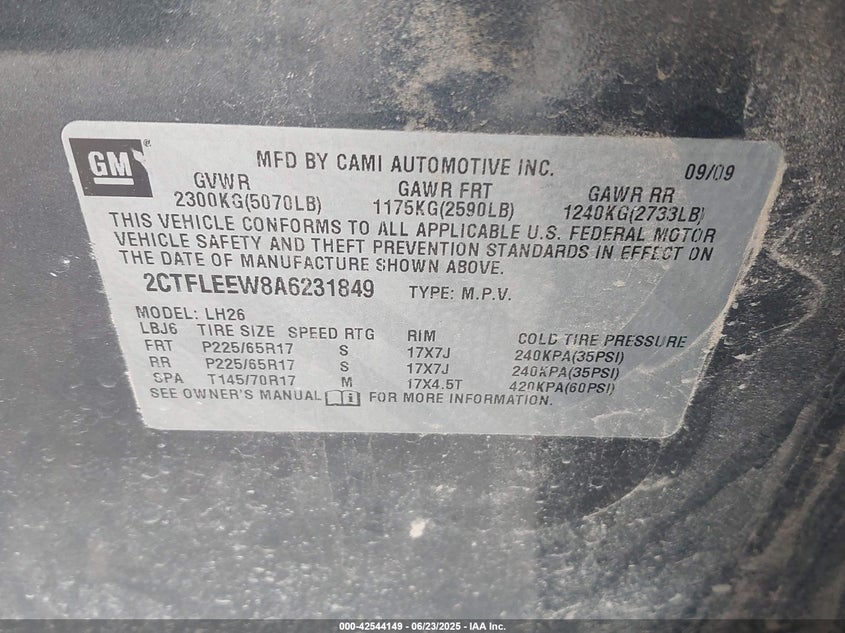 GM ®
MFD BY CAMI AUTOMOTIVE INC. 09/09
GVWR GAWR FRT GAWR RR
2300KG(5070LB) 1175KG(2590LB) 1240KG(2733LB)
THIS VEHICLE CONFORMS TO ALL APPLICABLE U.S. FEDERAL MOTOR
VEHICLE SAFETY AND THEFT PREVENTION STANDARDS IN EFFECT ON
THE DATE OF MANUFACTURE SHOWN ABOVE.
2CTFLEEW8A6231849 TYPE: M.P.V.
MODEL: LH26
LBJ6 TIRE SIZE SPEED RTG RIM COLD TIRE PRESSURE
FRT P225/65R17 S 17X7J 240KPA(35PSI)
RR P225/65R17 S 17X7J 240KPA(35PSI)
SPA T145/70R17 M 17X4.5T 420KPA(60PSI)
SEE OWNER'S MANUAL i FOR MORE INFORMATION.
000-42544149 - 06/23/2025 - IAA Inc.